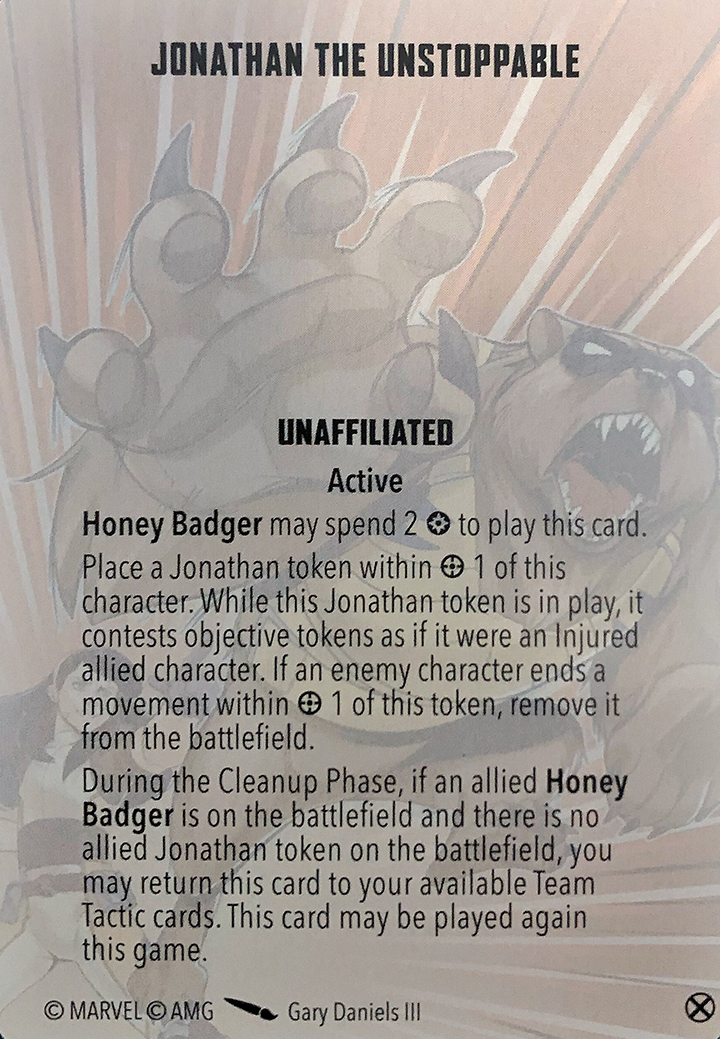 JONATHAN THE UNSTOPPABLE
UNAFFILIATED
Active
Honey Badger may spend 2 to play this card.
Place a Jonathan token within 1 of this
character. While this Jonathan token is in play, it
contests objective tokens as if it were an Injured
allied character. If an enemy character ends a
movement within 1 of this token, remove it
from the battlefield.
During the Cleanup Phase, if an allied Honey
Badger is on the battlefield and there is no
allied Jonathan token on the battlefield, you
may return this card to your available Team
Tactic cards. This card may be played again
this game.
© MARVEL © AMG Gary Daniels III